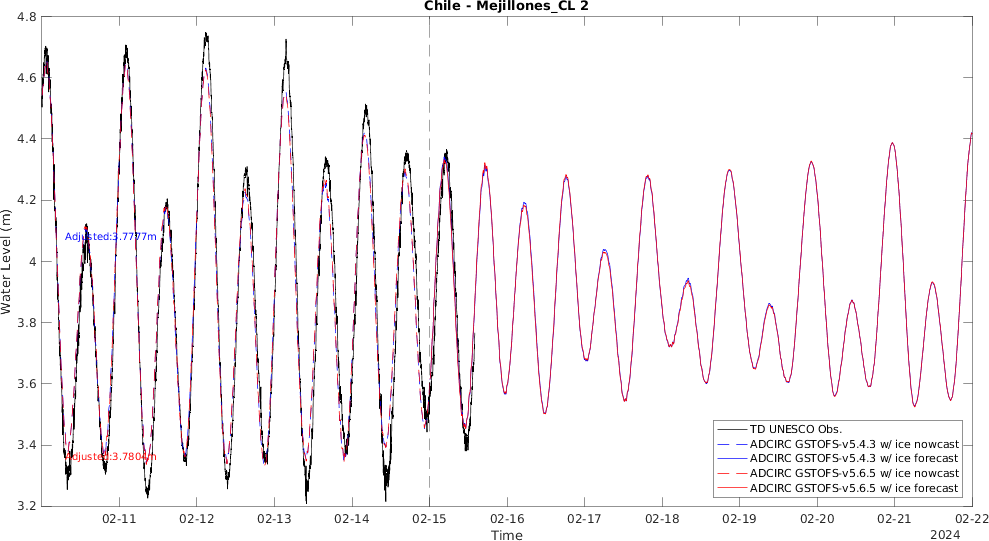 Chile - Mejillones_CL 2
4.8
4.6
4.4
4.2
4
3.8
3.6
3.4
3.2
Water Level (m)
Adjusted:3.7777m
Adjusted:3.7804m
TD UNESCO Obs.
ADCIRC GSTOFS-v5.4.3 w/ ice nowcast
ADCIRC GSTOFS-v5.4.3 w/ ice forecast
ADCIRC GSTOFS-v5.6.5 w/ ice nowcast
ADCIRC GSTOFS-v5.6.5 w/ ice forecast
02-11 02-12 02-13 02-14 02-15 02-16 02-17 02-18 02-19 02-20 02-21 02-22
Time
2024